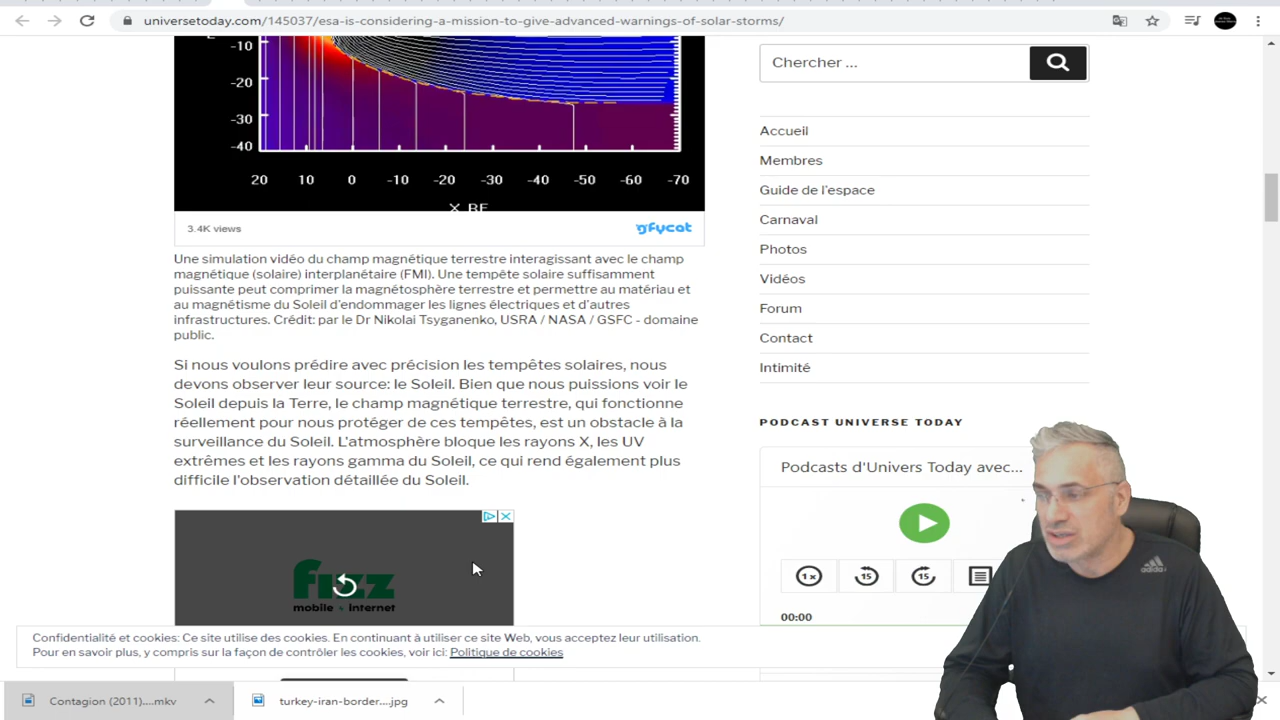 universetoday.com/145037/esa-is-considering-a-mission-to-give-advanced-warnings-of-solar-storms/
-10
-20
-30
-40
20 10 0 -10 -20 -30 -40 -50 -60 -70
3.4K views
gfycat
Une simulation vidéo du champ magnétique terrestre interagissant avec le champ
magnétique (solaire) interplanétaire (FMI). Une tempête solaire suffisamment
puissante peut comprimer la magnétosphère terrestre et permettre au matériau et
au magnétisme du Soleil d'endommager les lignes électriques et d'autres
infrastructures. Crédit: par le Dr Nikolai Tsyganenko, USRA / NASA / GSFC - domaine
public.
Si nous voulons prédire avec précision les tempêtes solaires, nous
devons observer leur source: le Soleil. Bien que nous puissions voir le
Soleil depuis la Terre, le champ magnétique terrestre, qui fonctionne
réellement pour nous protéger de ces tempêtes, est un obstacle à la
surveillance du Soleil. L'atmosphère bloque les rayons X, les UV
extrêmes et les rayons gamma du Soleil, ce qui rend également plus
difficile l'observation détaillée du Soleil.
fizz
mobile + internet
Chercher ...
Accueil
Membres
Guide de l'espace
Carnaval
Photos
Vidéos
Forum
Contact
Intimité
PODCAST UNIVERSE TODAY
Podcasts d'Univers Today avec...
1x 15 15
00:00
adidas
Confidentialité et cookies: Ce site utilise des cookies. En continuant à utiliser ce site Web, vous acceptez leur utilisation.
Pour en savoir plus, y compris sur la façon de contrôler les cookies, voir ici: Politique de cookies
Contagion (2011)....mkv
turkey-iran-border....jpg